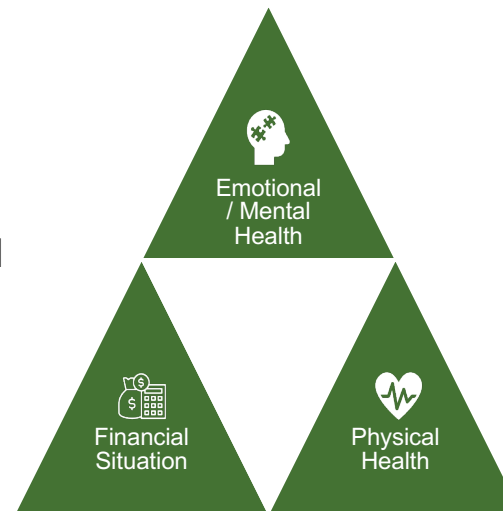 Emotional
/ Mental
Health
Financial
Situation
Physical
Health